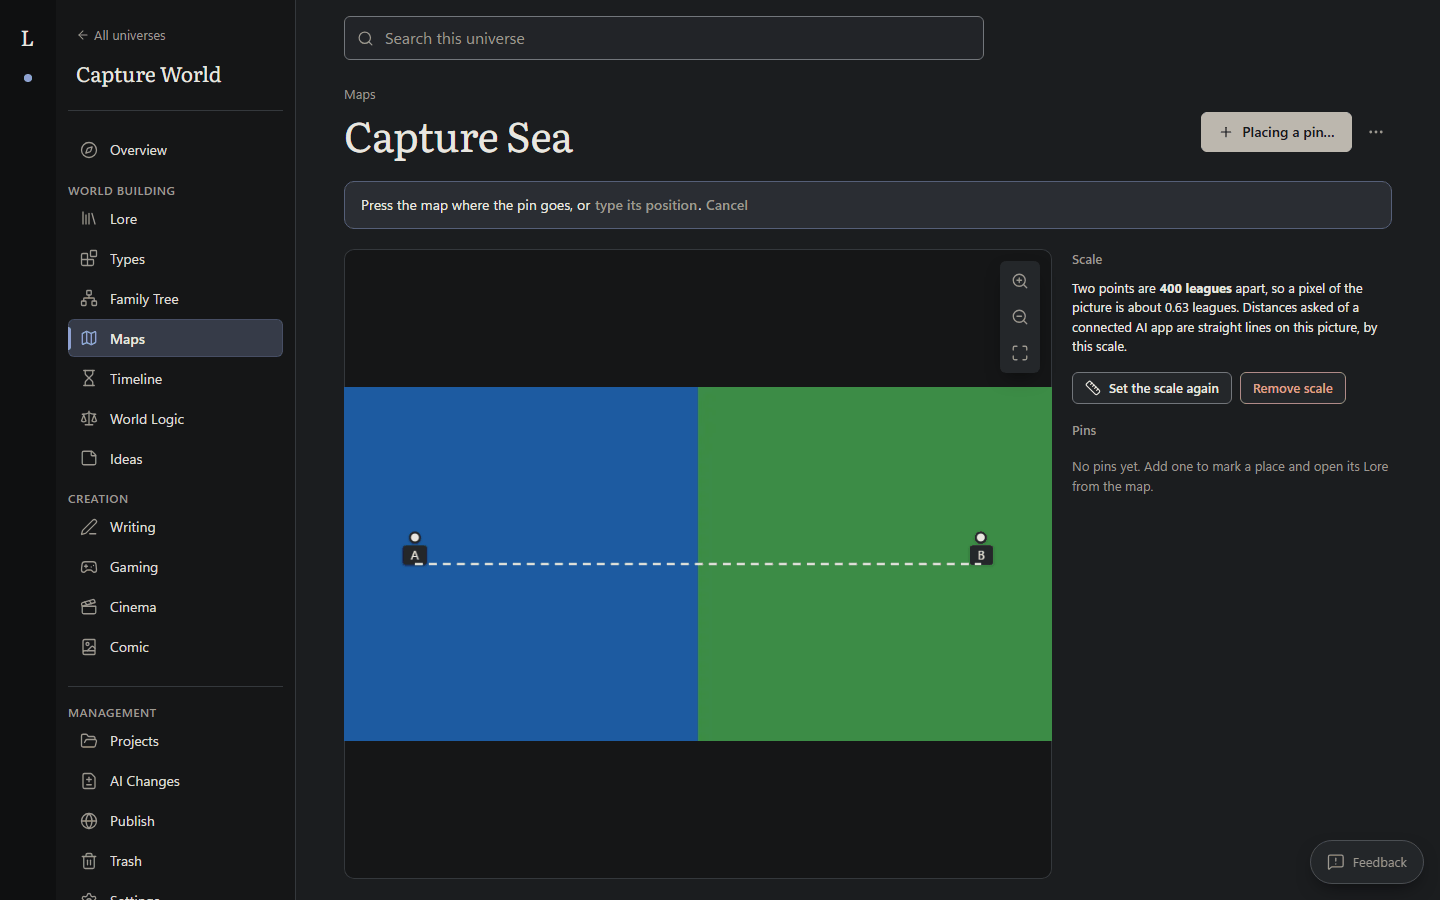 L
All universes
Capture World
Overview
WORLD BUILDING
Lore
Types
Family Tree
Maps
Timeline
World Logic
Ideas
CREATION
Writing
Gaming
Cinema
Comic
MANAGEMENT
Projects
AI Changes
Publish
Trash
Settings
Search this universe
Maps
Capture Sea
Placing a pin...
Press the map where the pin goes, or type its position. Cancel
A
B
Scale
Two points are 400 leagues apart, so a pixel of the
picture is about 0.63 leagues. Distances asked of a
connected AI app are straight lines on this picture, by
this scale.
Set the scale again
Remove scale
Pins
No pins yet. Add one to mark a place and open its Lore
from the map.
Feedback